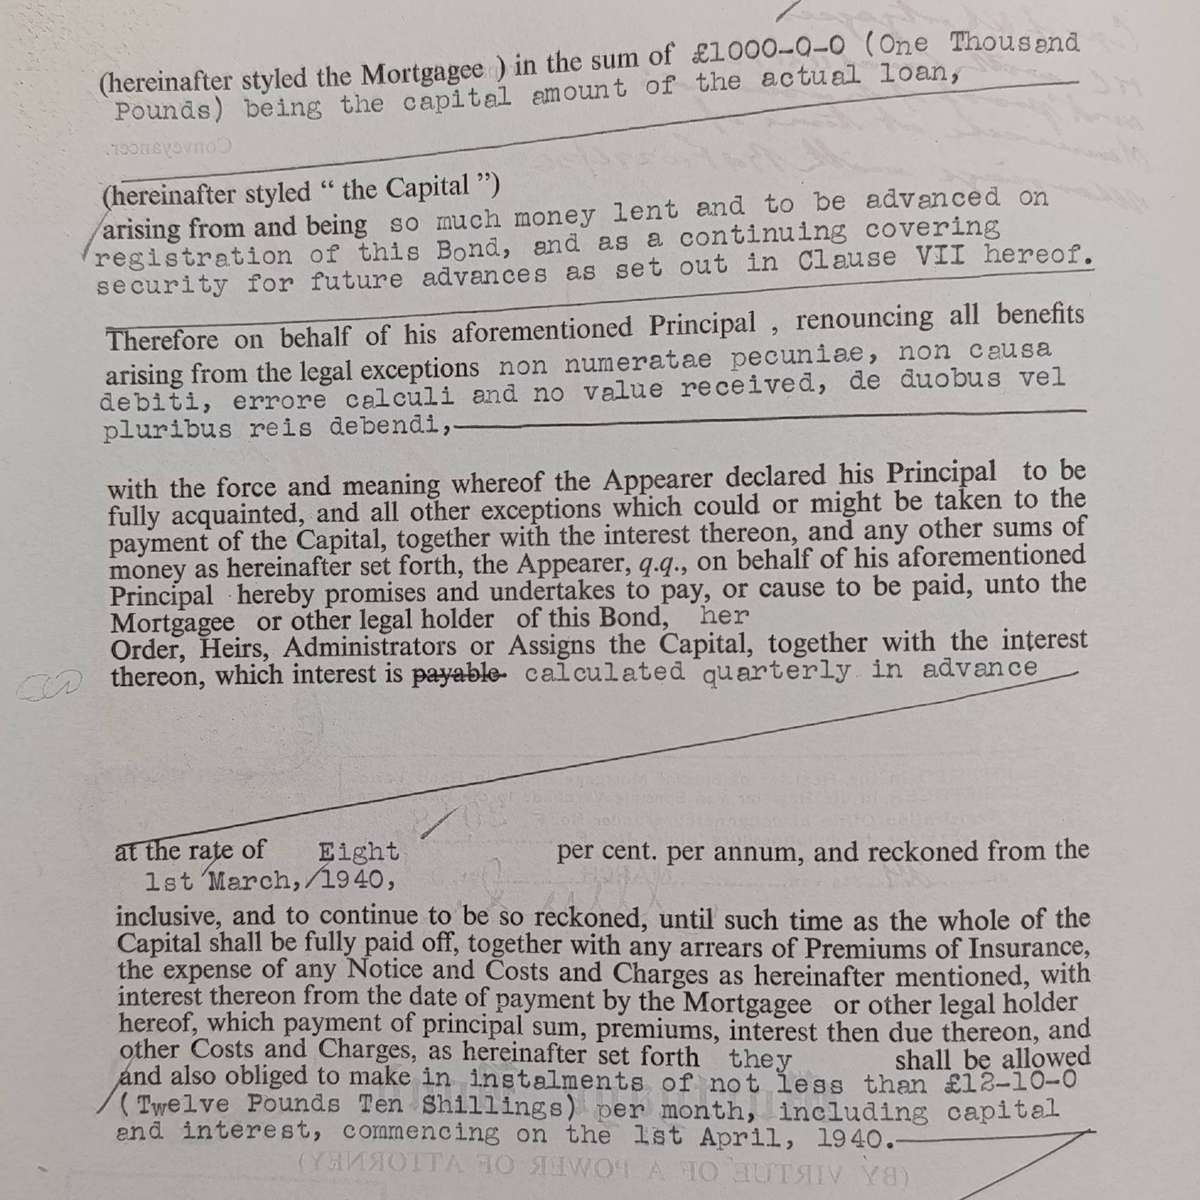 (hereinafter styled the Mortgagee ) in the sum of £1000-0-0 (One Thousand
Pounds) being the capital amount of the actual loan,
Conveyancer.
(hereinafter styled “ the Capital ”)
arising from and being so much money lent and to be advanced on
registration of this Bond, and as a continuing covering
security for future advances as set out in Clause VII hereof.
Therefore on behalf of his aforementioned Principal , renouncing all benefits
arising from the legal exceptions non numeratae pecuniae, non causa
debiti, errore calculi and no value received, de duobus vel
pluribus reis debendi,
with the force and meaning whereof the Appearer declared his Principal to be
fully acquainted, and all other exceptions which could or might be taken to the
payment of the Capital, together with the interest thereon, and any other sums of
money as hereinafter set forth, the Appearer, q.q., on behalf of his aforementioned
Principal hereby promises and undertakes to pay, or cause to be paid, unto the
Mortgagee or other legal holder of this Bond, her
Order, Heirs, Administrators or Assigns the Capital, together with the interest
thereon, which interest is payable calculated quarterly in advance
at the rate of Eight per cent. per annum, and reckoned from the
1st March, 1940,
inclusive, and to continue to be so reckoned, until such time as the whole of the
Capital shall be fully paid off, together with any arrears of Premiums of Insurance,
the expense of any Notice and Costs and Charges as hereinafter mentioned, with
interest thereon from the date of payment by the Mortgagee or other legal holder
hereof, which payment of principal sum, premiums, interest then due thereon, and
other Costs and Charges, as hereinafter set forth they shall be allowed
and also obliged to make in instalments of not less than £12-10-0
(Twelve Pounds Ten Shillings) per month, including capital
and interest, commencing on the 1st April, 1940.
(BY VIRTUE OF A POWER OF ATTORNEY)